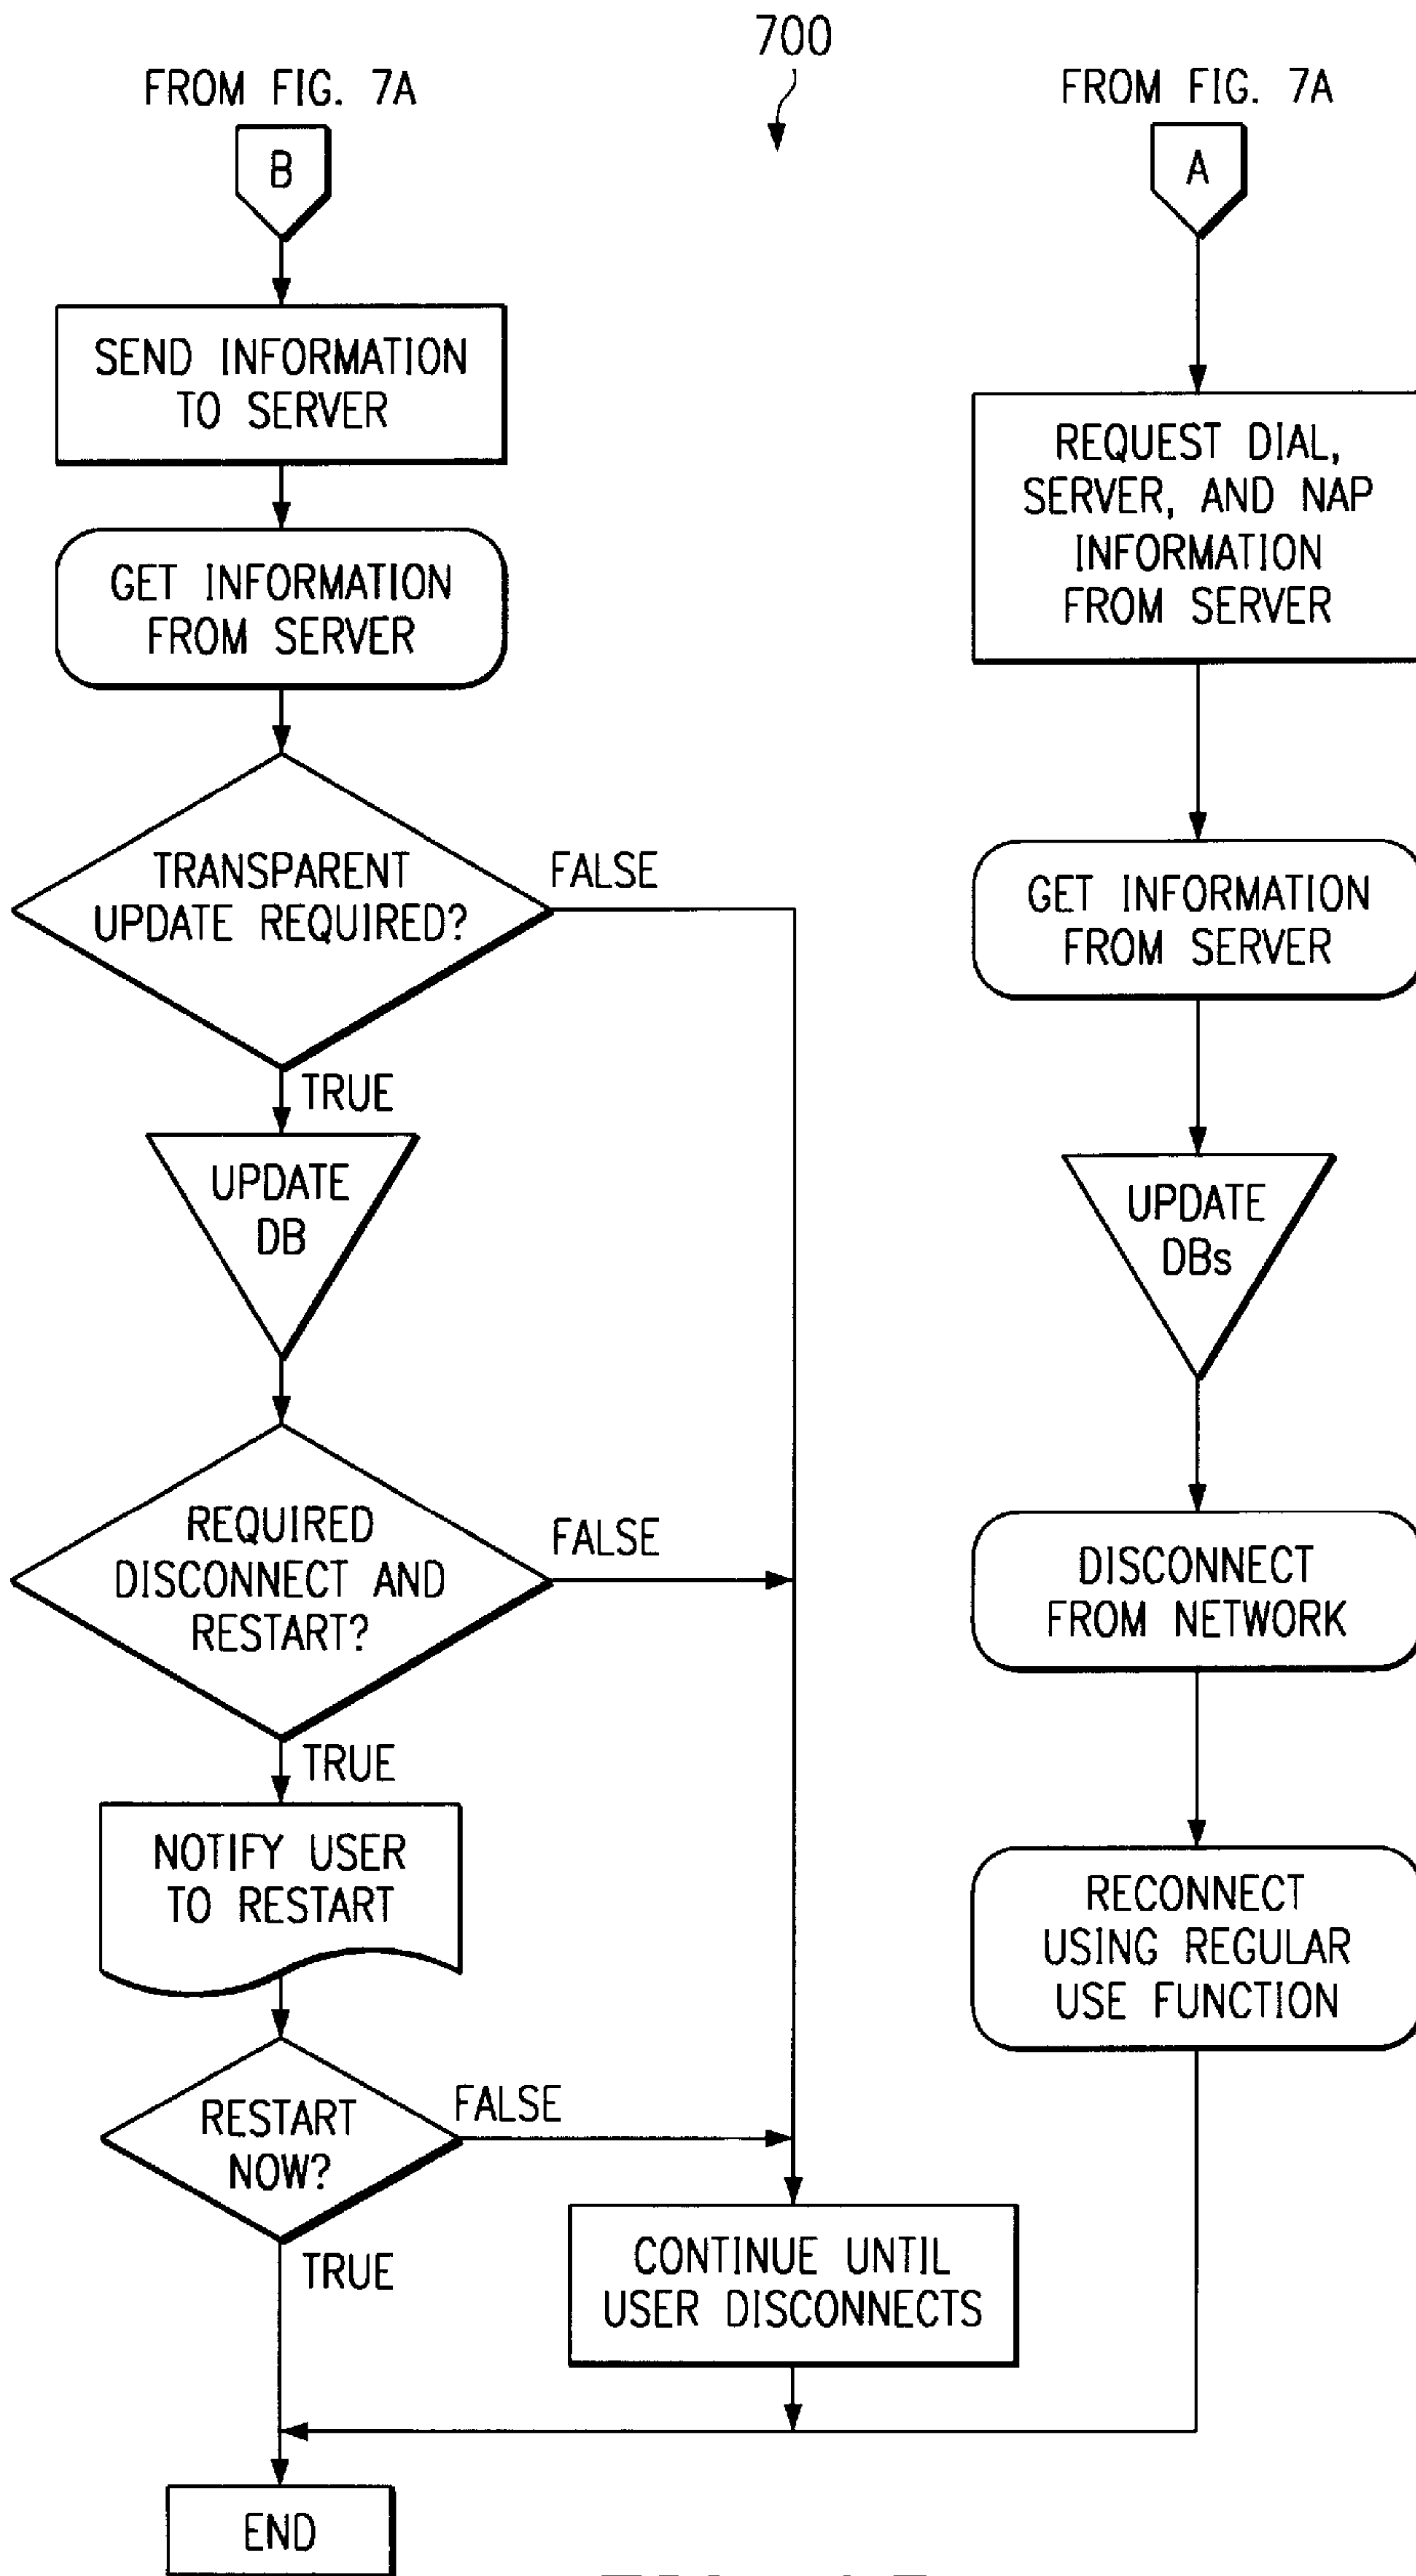 700
FROM FIG. 7A
B
SEND INFORMATION
TO SERVER
GET INFORMATION
FROM SERVER
TRANSPARENT
UPDATE REQUIRED?
FALSE
TRUE
UPDATE
DB
REQUIRED
DISCONNECT AND
RESTART?
FALSE
TRUE
NOTIFY USER
TO RESTART
RESTART
NOW?
FALSE
TRUE
CONTINUE UNTIL
USER DISCONNECTS
END
FROM FIG. 7A
A
REQUEST DIAL,
SERVER, AND NAP
INFORMATION
FROM SERVER
GET INFORMATION
FROM SERVER
UPDATE
DBs
DISCONNECT
FROM NETWORK
RECONNECT
USING REGULAR
USE FUNCTION